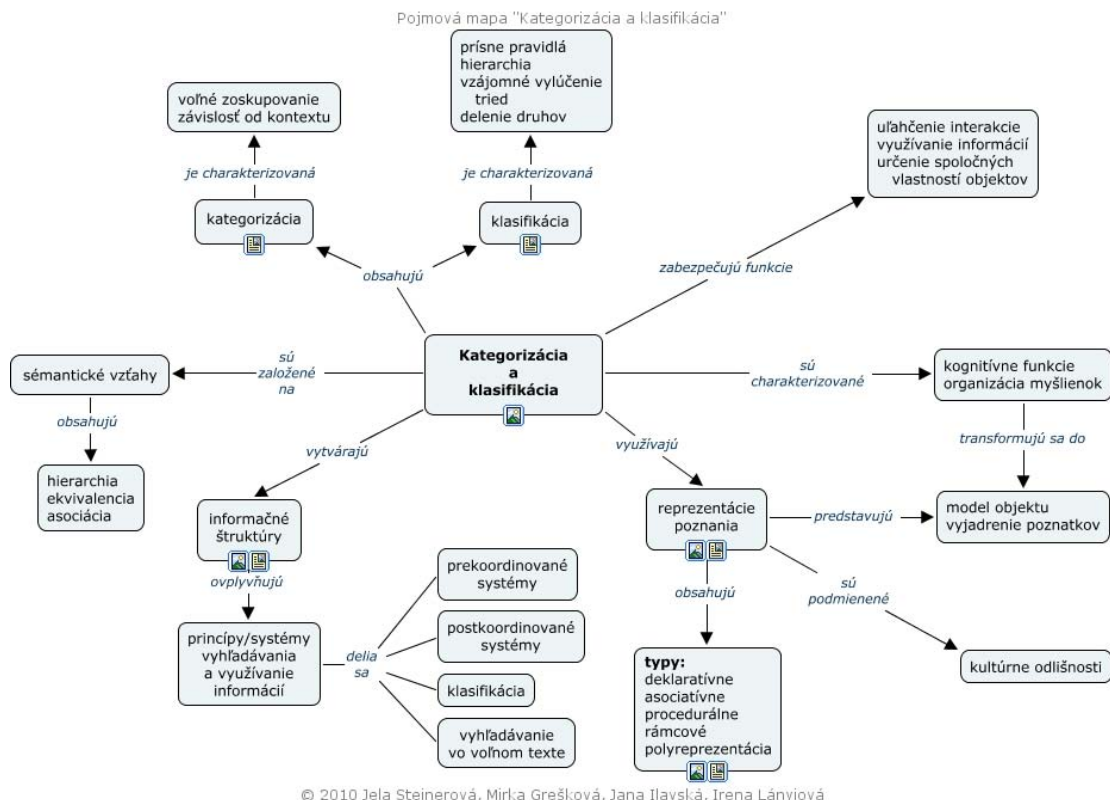 Pojmová mapa "Kategorizácia a klasifikácia"
voľné zoskupovanie
závislosť od kontextu
prísne pravidlá
hierarchia
vzájomné vylúčenie
tried
delenie druhov
uľahčenie interakcie
využívanie informácií
určenie spoločných
vlastností objektov
je charakterizovaná
je charakterizovaná
kategorizácia
klasifikácia
obsahujú
zabezpečujú funkcie
Kategorizácia
a
klasifikácia
sémantické vzťahy
sú
založené
na
sú
charakterizované
kognitívne funkcie
organizácia myšlienok
obsahujú
hierarchia
ekvivalencia
asociácia
vytvárajú
využívajú
transformujú sa do
informačné
štruktúry
reprezentácie
poznania
predstavujú
model objektu
vyjadrenie poznatkov
ovplyvňujú
princípy/systémy
vyhľadávania
a využívanie
informácií
delia
sa
prekoordinované
systémy
postkoordinované
systémy
klasifikácia
vyhľadávanie
vo voľnom texte
obsahujú
typy:
deklaratívne
asociatívne
procedurálne
rámcové
polyreprezentácia
sú
podmienené
kultúrne odlišnosti
© 2010 Jela Steinerová, Mirka Grešková, Jana Ilavská, Irena Lányiová